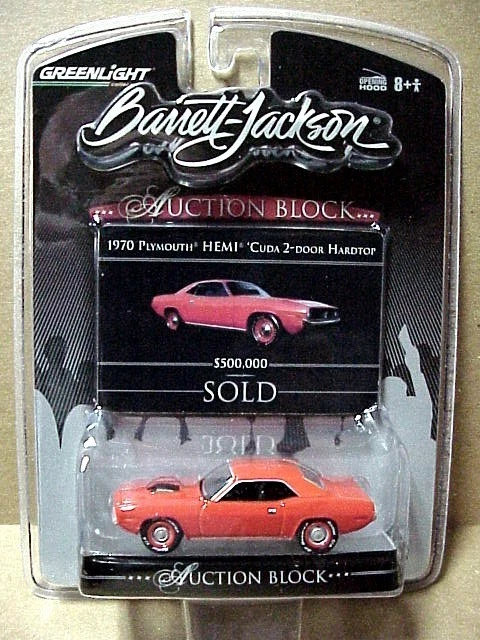 GREENLIGHT
OPENING HOOD 8+
Barrett-Jackson®
...AUCTION BLOCK...
1970 PLYMOUTH® HEMI® 'CUDA 2-DOOR HARDTOP
$500,000
SOLD
...AUCTION BLOCK...